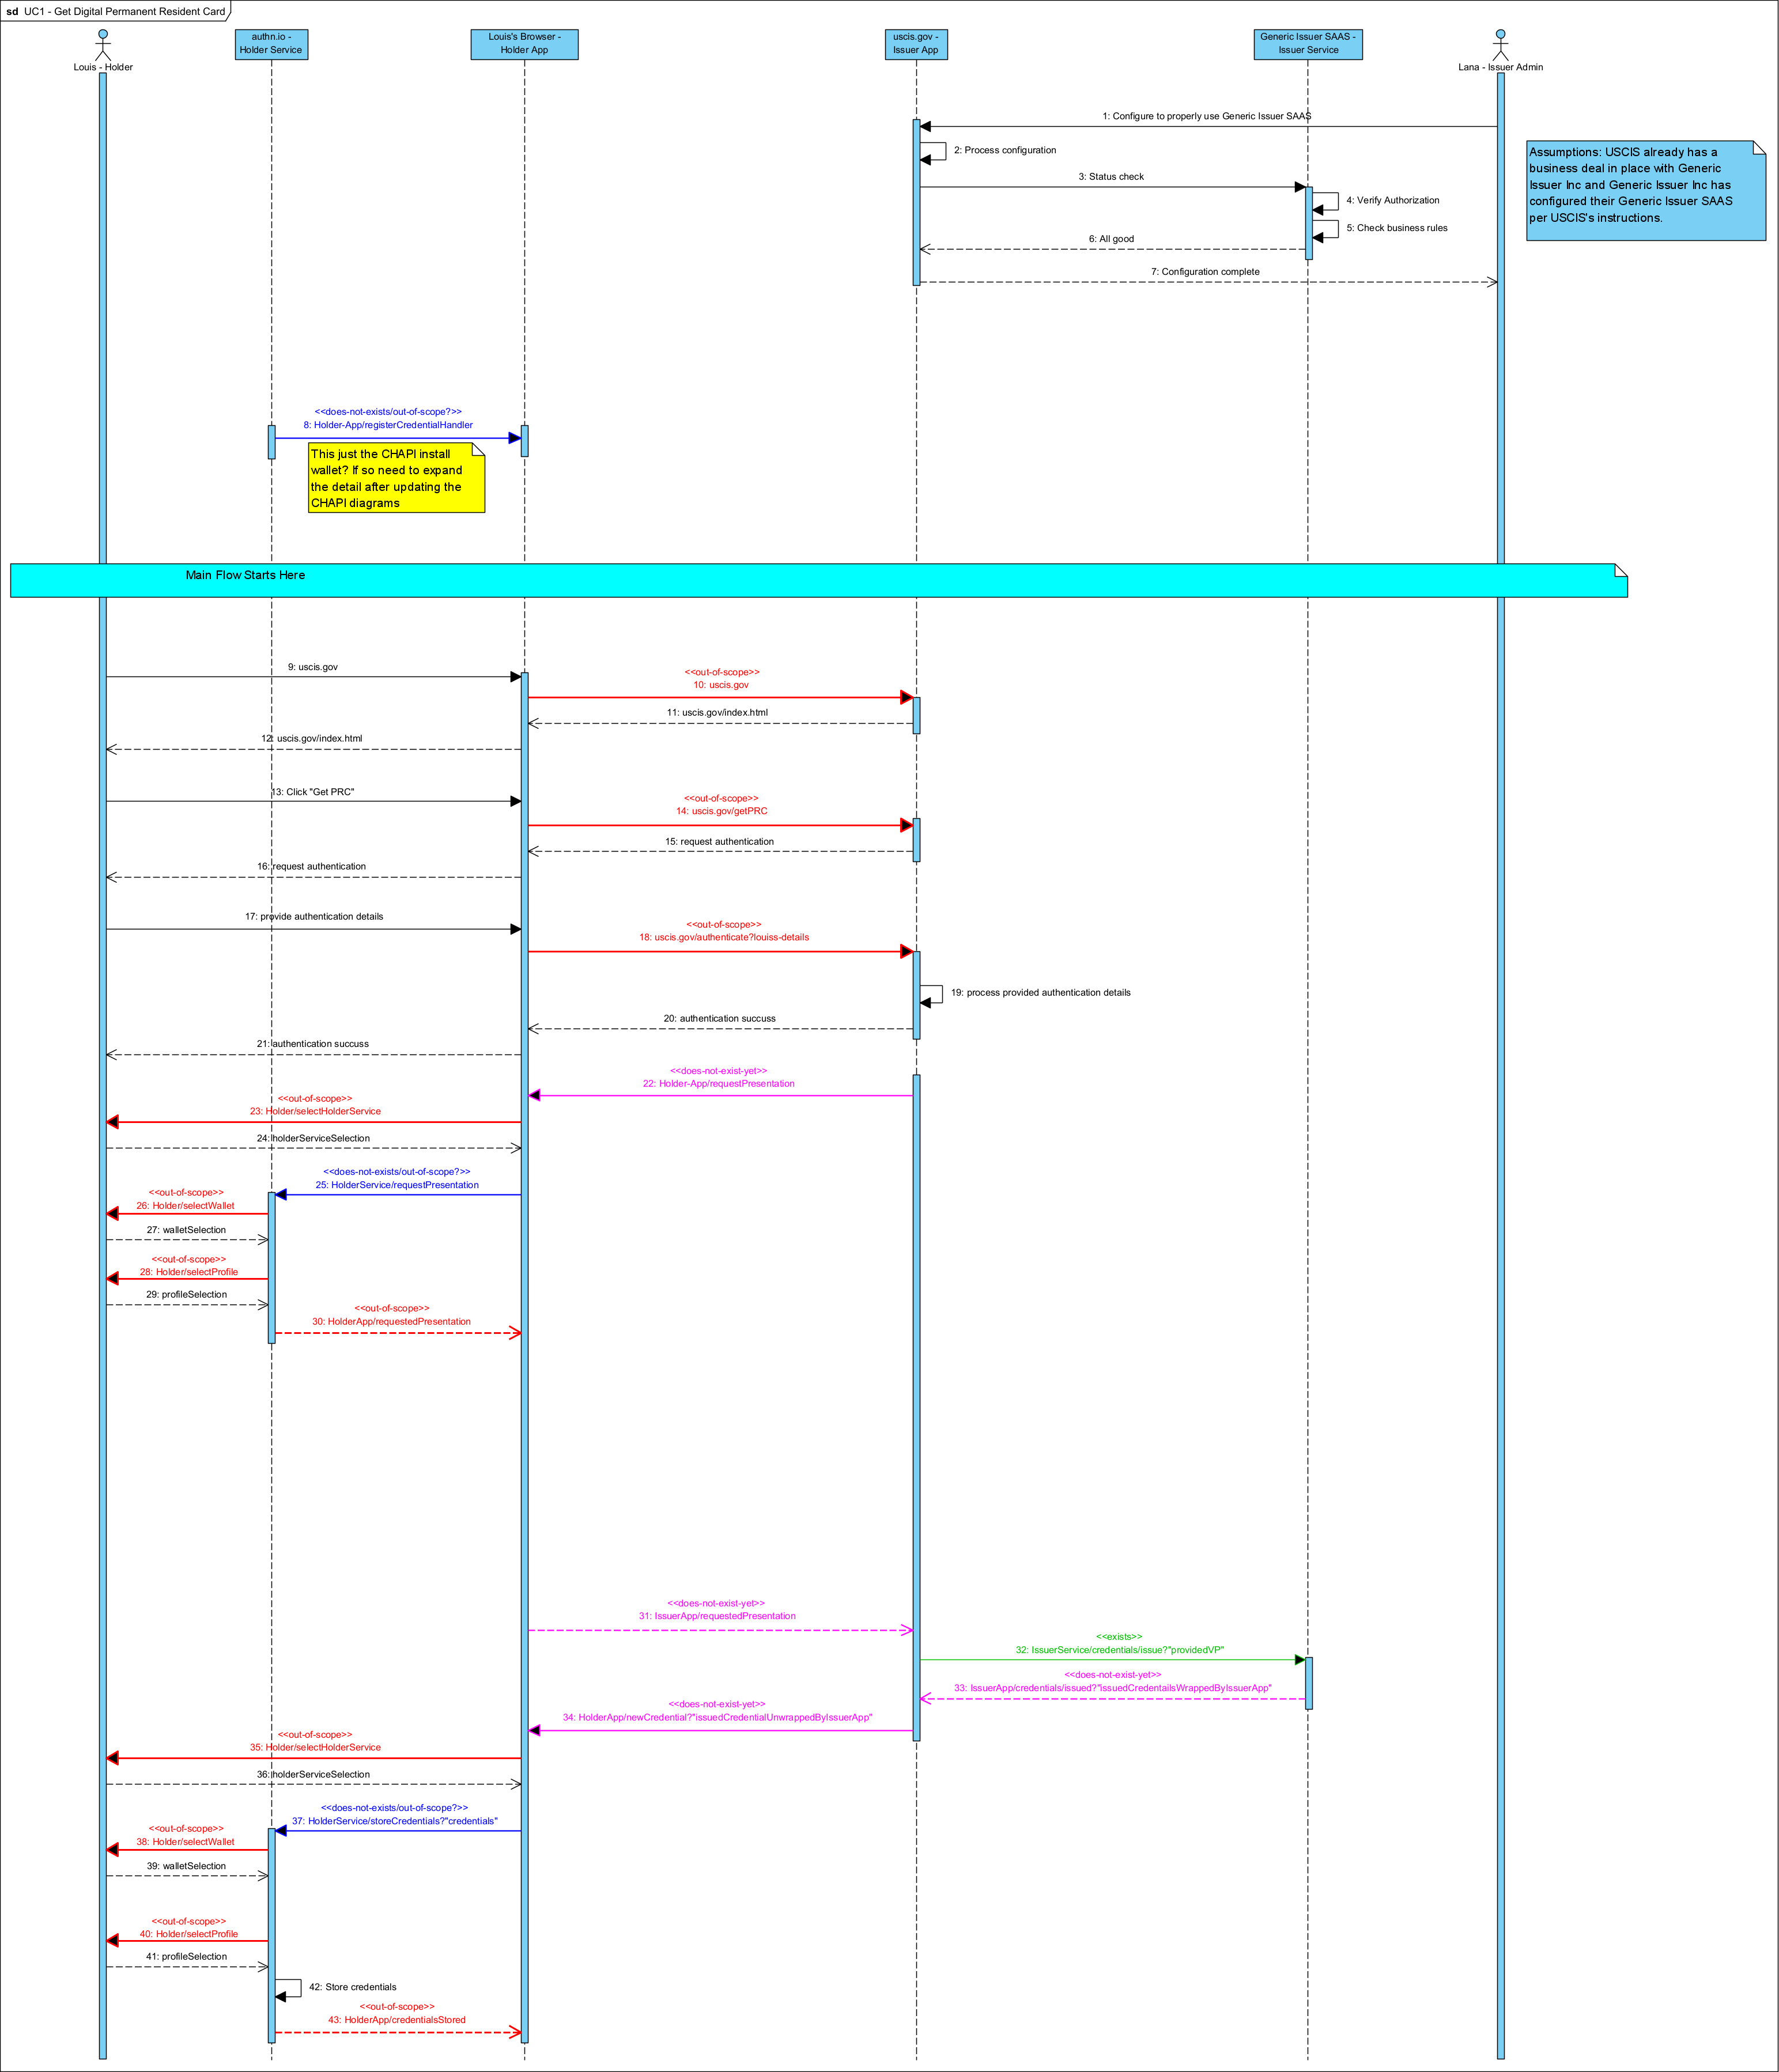 sd UC1 - Get Digital Permanent Resident Card
Louis - Holder
authn.io -
Holder Service
Louis's Browser -
Holder App
uscis.gov -
Issuer App
Generic Issuer SAAS -
Issuer Service
Lana - Issuer Admin
1: Configure to properly use Generic Issuer SAAS
2: Process configuration
3: Status check
4: Verify Authorization
5: Check business rules
6: All good
7: Configuration complete
Assumptions: USCIS already has a
business deal in place with Generic
Issuer Inc and Generic Issuer Inc has
configured their Generic Issuer SAAS
per USCIS's instructions.
<<does-not-exists/out-of-scope?>>
8: Holder-App/registerCredentialHandler
This just the CHAPI install
wallet? If so need to expand
the detail after updating the
CHAPI diagrams
Main Flow Starts Here
9: uscis.gov
<<out-of-scope>>
10: uscis.gov
11: uscis.gov/index.html
12: uscis.gov/index.html
13: Click "Get PRC"
<<out-of-scope>>
14: uscis.gov/getPRC
15: request authentication
16: request authentication
17: provide authentication details
<<out-of-scope>>
18: uscis.gov/authenticate?louiss-details
19: process provided authentication details
20: authentication succuss
21: authentication succuss
<<does-not-exist-yet>>
22: Holder-App/requestPresentation
<<out-of-scope>>
23: Holder/selectHolderService
24: holderServiceSelection
<<does-not-exists/out-of-scope?>>
25: HolderService/requestPresentation
<<out-of-scope>>
26: Holder/selectWallet
27: walletSelection
<<out-of-scope>>
28: Holder/selectProfile
29: profileSelection
<<out-of-scope>>
30: HolderApp/requestedPresentation
<<does-not-exist-yet>>
31: IssuerApp/requestedPresentation
<<exists>>
32: IssuerService/credentials/issue?"providedVP"
<<does-not-exist-yet>>
33: IssuerApp/credentials/issued?"issuedCredentailsWrappedByIssuerApp"
<<does-not-exist-yet>>
34: HolderApp/newCredential?"issuedCredentialUnwrappedByIssuerApp"
<<out-of-scope>>
35: Holder/selectHolderService
36: holderServiceSelection
<<does-not-exists/out-of-scope?>>
37: HolderService/storeCredentials?"credentials"
<<out-of-scope>>
38: Holder/selectWallet
39: walletSelection
<<out-of-scope>>
40: Holder/selectProfile
41: profileSelection
42: Store credentials
<<out-of-scope>>
43: HolderApp/credentialsStored